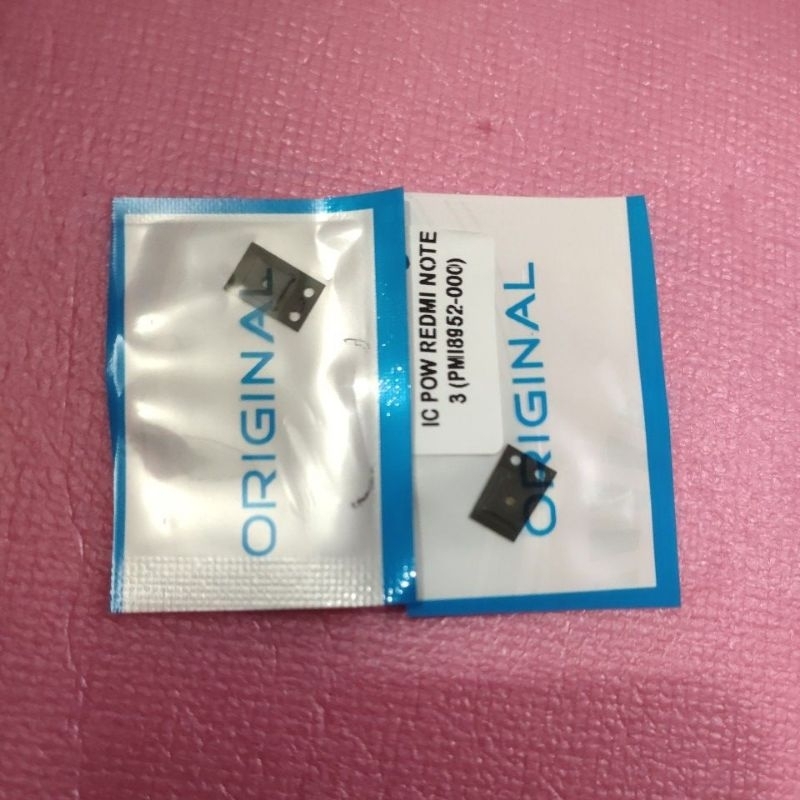 ORIGINAL
IC POW REDMI NOTE
3 (PMI8952-000)
ORIGINAL